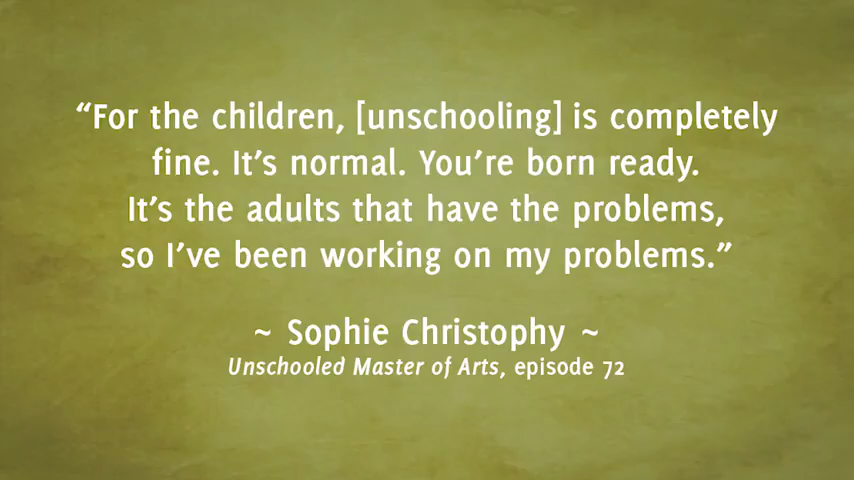 “For the children, [unschooling] is completely
fine. It’s normal. You’re born ready.
It’s the adults that have the problems,
so I’ve been working on my problems.”
~ Sophie Christophy ~
Unschooled Master of Arts, episode 72